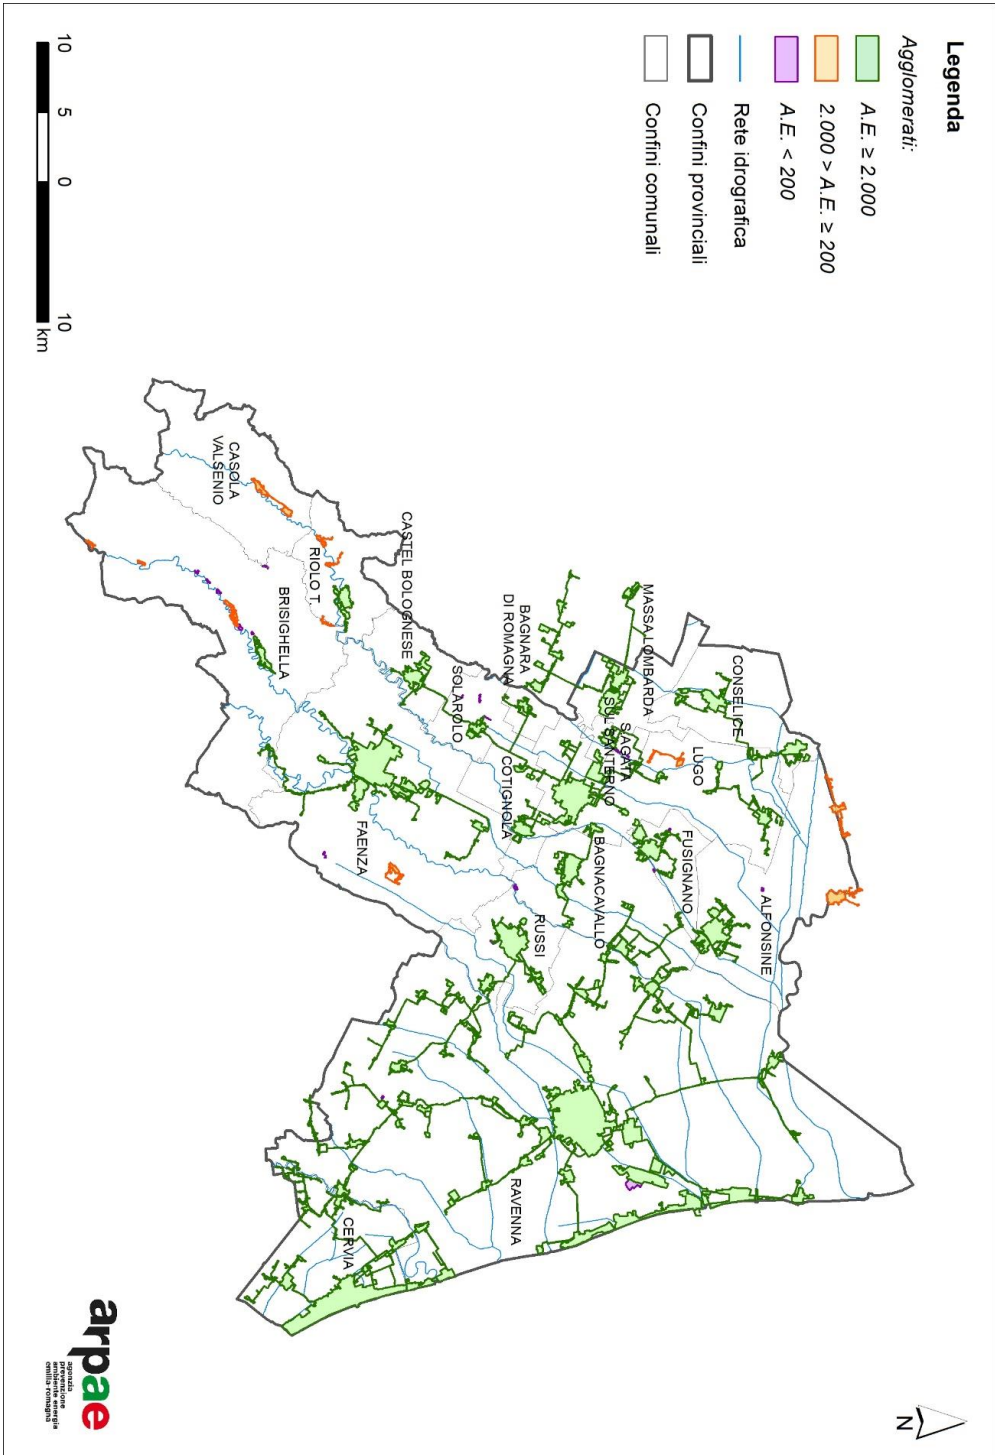 Legenda
Agglomerati:
A.E. ≥ 2.000
2.000 > A.E. ≥ 200
A.E. < 200
Rete idrografica
Confini provinciali
Confini comunali
10
5
0
10
km
CONSELICE
MASSA LOMBARDA
LUGO
S.AGATA
SUL SANTERNO
ALFONSINE
FUSIGNANO
BAGNARA
DI ROMAGNA
BAGNACAVALLO
COTIGNOLA
SOLAROLO
CASTEL BOLOGNESE
RUSSI
RAVENNA
RIOLO T.
FAENZA
CERVIA
BRISIGHELLA
CASOLA
VALSENIO
N
arpae
agenzia
prevenzione
ambiente energia
emilia-romagna